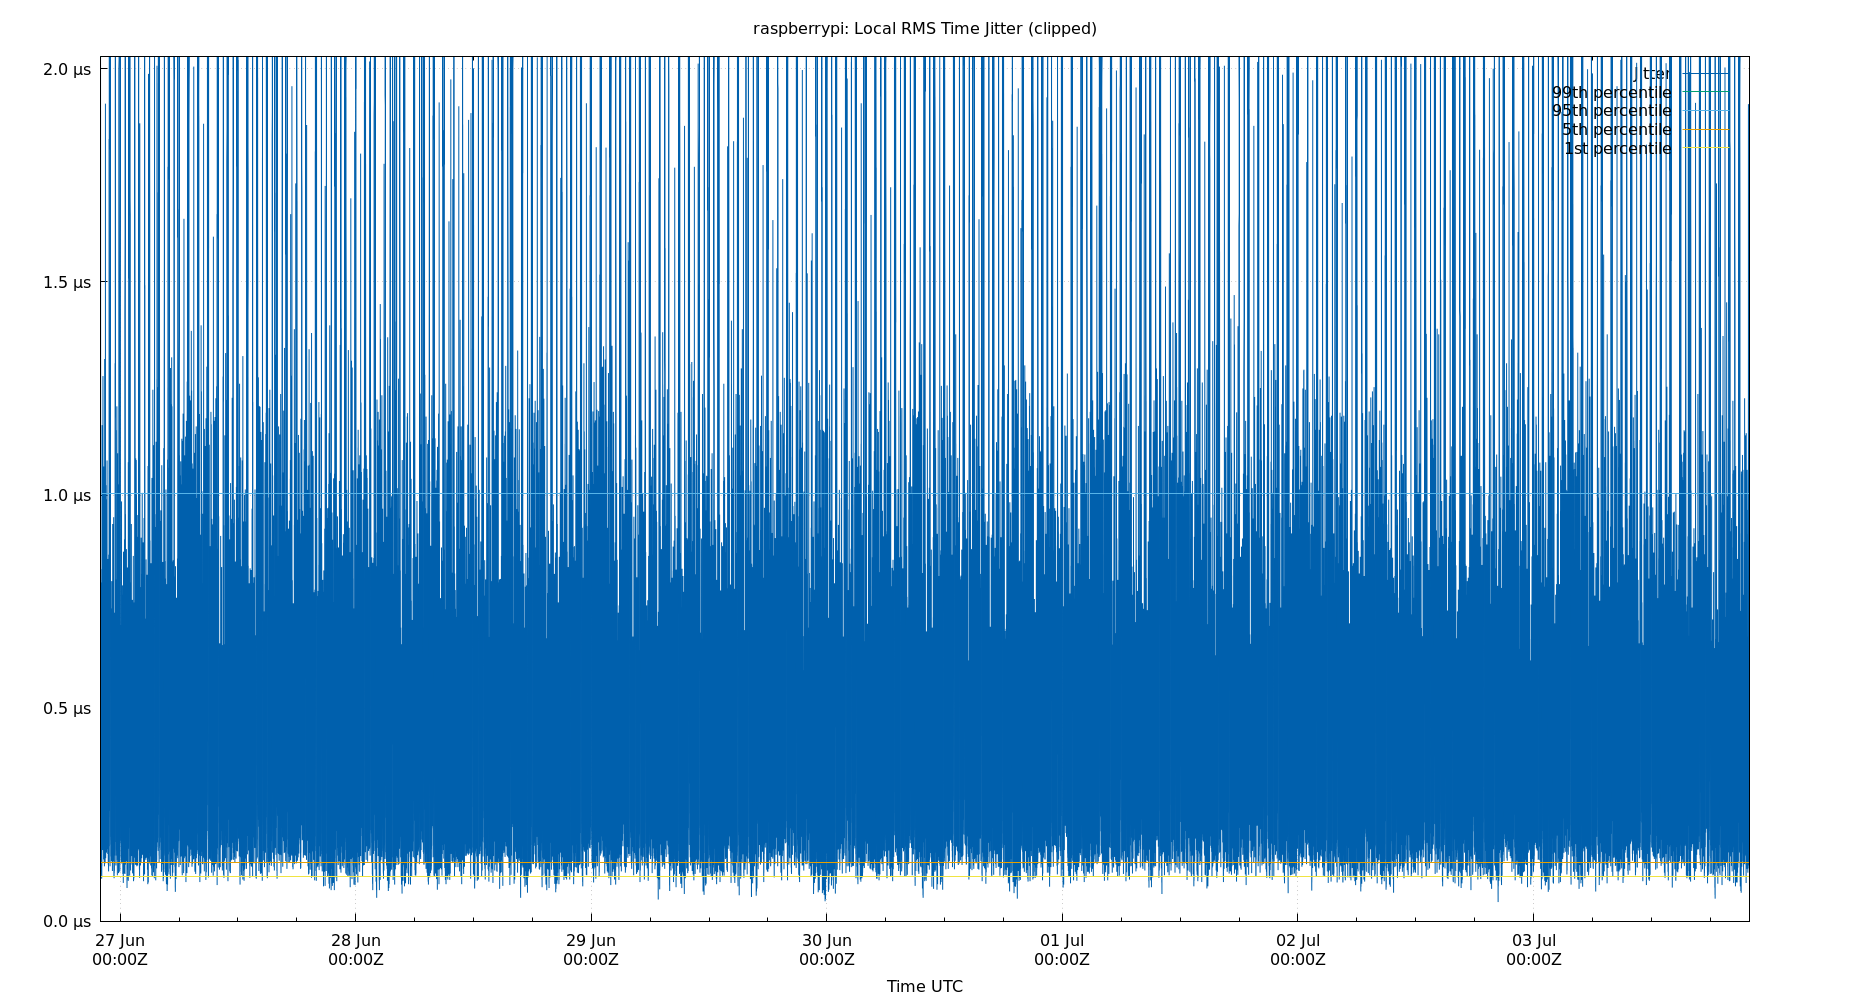 raspberrypi: Local RMS Time Jitter (clipped)
2.0 µs
1.5 µs
1.0 µs
0.5 µs
0.0 µs
Jitter
99th percentile
95th percentile
5th percentile
1st percentile
27 Jun
00:00Z
28 Jun
00:00Z
29 Jun
00:00Z
30 Jun
00:00Z
01 Jul
00:00Z
02 Jul
00:00Z
03 Jul
00:00Z
Time UTC